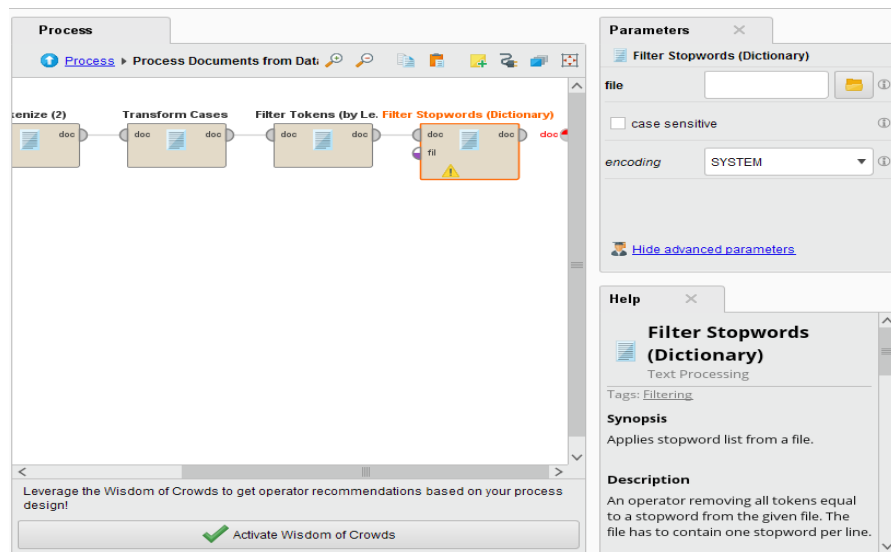 Process
Process ▸ Process Documents from Data
kenize (2)
Transform Cases
Filter Tokens (by Le.
Filter Stopwords (Dictionary)
doc
doc doc
doc doc
doc doc
fil
doc
Leverage the Wisdom of Crowds to get operator recommendations based on your process
design!
Activate Wisdom of Crowds
Parameters
Filter Stopwords (Dictionary)
file
case sensitive
encoding SYSTEM
Hide advanced parameters
Help
Filter Stopwords
(Dictionary)
Text Processing
Tags: Filtering
Synopsis
Applies stopword list from a file.
Description
An operator removing all tokens equal
to a stopword from the given file. The
file has to contain one stopword per line.